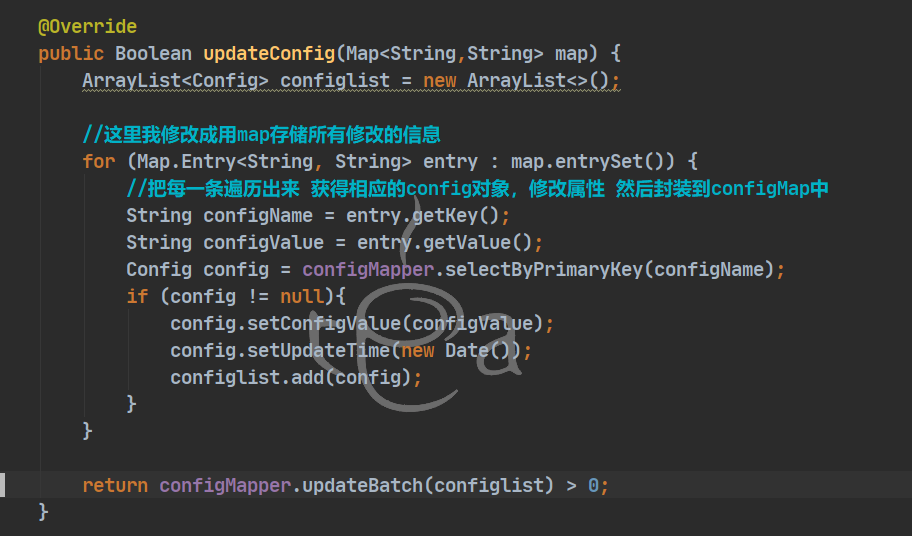 @Override
public Boolean updateConfig(Map<String,String> map) {
ArrayList<Config> configlist = new ArrayList<>();
//这里我修改成用map存储所有修改的信息
for (Map.Entry<String, String> entry : map.entrySet()) {
//把每一条遍历出来 获得相应的config对象，修改属性 然后封装到configMap中
String configName = entry.getKey();
String configValue = entry.getValue();
Config config = configMapper.selectByPrimaryKey(configName);
if (config != null){
config.setConfigValue(configValue);
config.setUpdateTime(new Date());
configlist.add(config);
}
}
return configMapper.updateBatch(configlist) > 0;
}